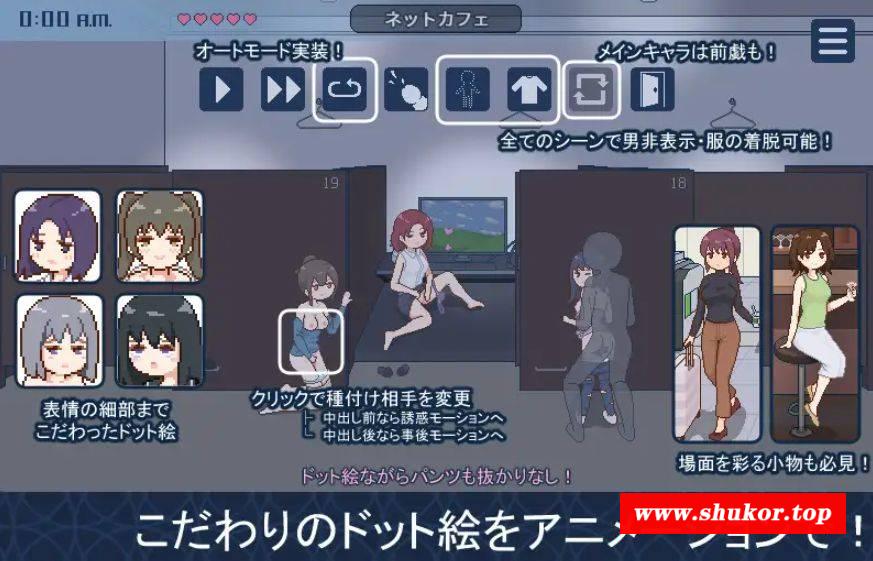 0:00 A.M.
ネットカフェ
オートモード実装！
メインキャラは前戯も！
全てのシーンで男非表示・服の着脱可能！
19
18
表情の細部まで
こだわったドット絵
クリックで種付け相手を変更
中出し前なら誘惑モーションへ
中出し後なら事後モーションへ
場面を彩る小物も必見！
ドット絵ながらパンツも抜かりなし！
こだわりのドット絵をアニメーションで！
www.shukor.top